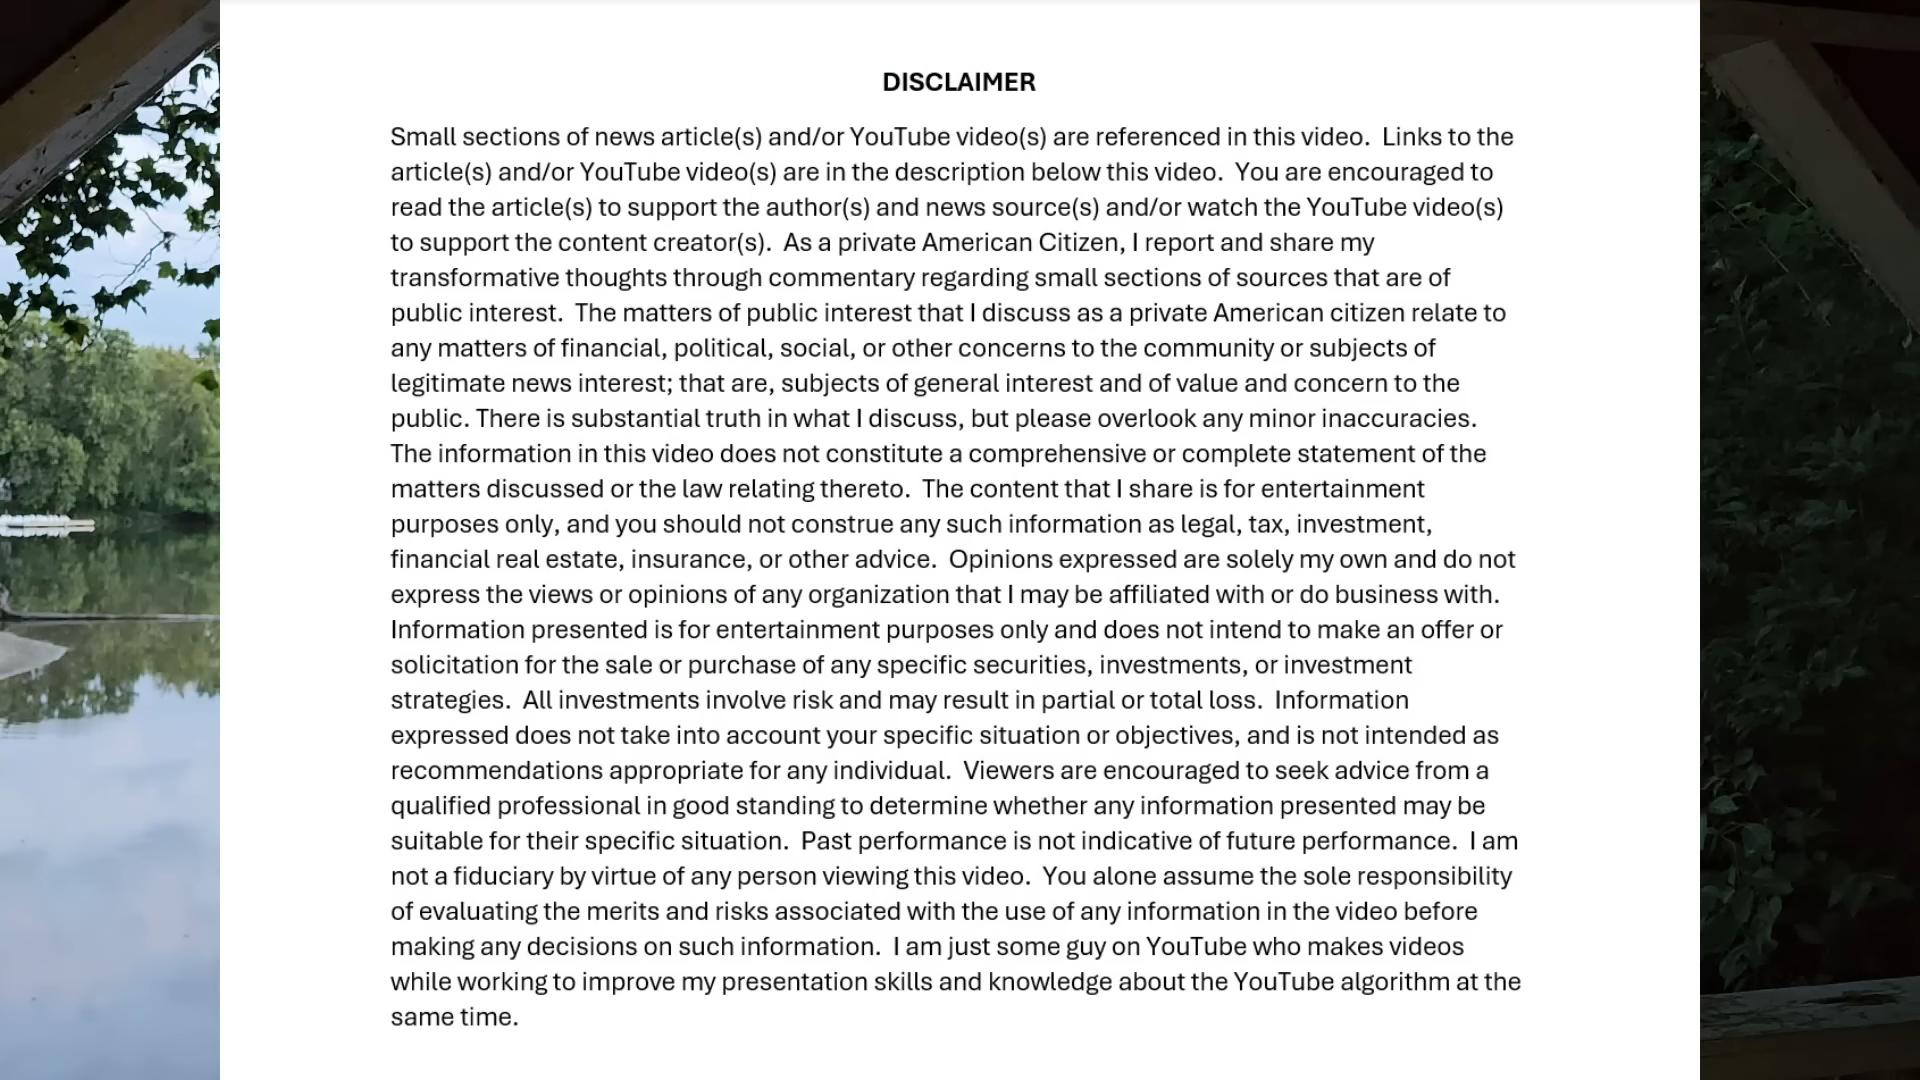 DISCLAIMER
Small sections of news article(s) and/or YouTube video(s) are referenced in this video.  Links to the
article(s) and/or YouTube video(s) are in the description below this video.  You are encouraged to
read the article(s) to support the author(s) and news source(s) and/or watch the YouTube video(s)
to support the content creator(s).  As a private American Citizen, I report and share my
transformative thoughts through commentary regarding small sections of sources that are of
public interest.  The matters of public interest that I discuss as a private American citizen relate to
any matters of financial, political, social, or other concerns to the community or subjects of
legitimate news interest; that are, subjects of general interest and of value and concern to the
public. There is substantial truth in what I discuss, but please overlook any minor inaccuracies.
The information in this video does not constitute a comprehensive or complete statement of the
matters discussed or the law relating thereto.  The content that I share is for entertainment
purposes only, and you should not construe any such information as legal, tax, investment,
financial real estate, insurance, or other advice.  Opinions expressed are solely my own and do not
express the views or opinions of any organization that I may be affiliated with or do business with.
Information presented is for entertainment purposes only and does not intend to make an offer or
solicitation for the sale or purchase of any specific securities, investments, or investment
strategies.  All investments involve risk and may result in partial or total loss.  Information
expressed does not take into account your specific situation or objectives, and is not intended as
recommendations appropriate for any individual.  Viewers are encouraged to seek advice from a
qualified professional in good standing to determine whether any information presented may be
suitable for their specific situation.  Past performance is not indicative of future performance.  I am
not a fiduciary by virtue of any person viewing this video.  You alone assume the sole responsibility
of evaluating the merits and risks associated with the use of any information in the video before
making any decisions on such information.  I am just some guy on YouTube who makes videos
while working to improve my presentation skills and knowledge about the YouTube algorithm at the
same time.